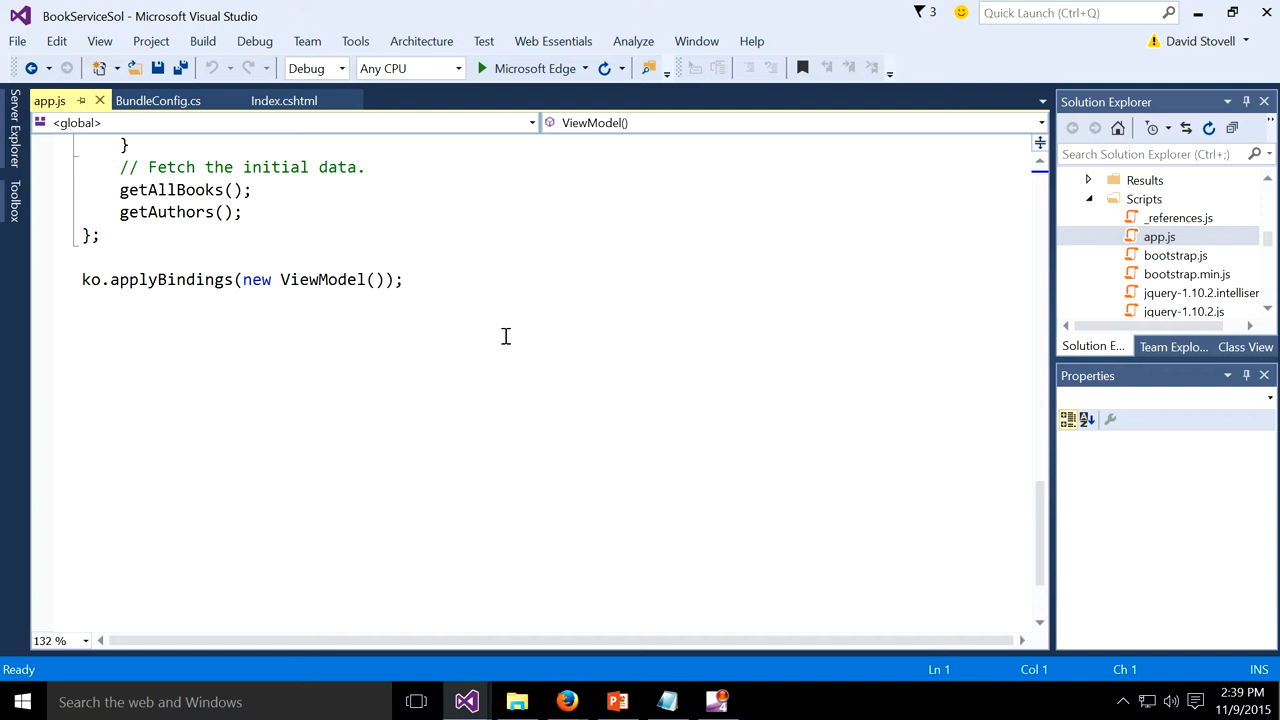 BookServiceSol - Microsoft Visual Studio
3
Quick Launch (Ctrl+Q)
File Edit View Project Build Debug Team Tools Architecture Test Web Essentials Analyze Window Help
David Stovell
Debug Any CPU Microsoft Edge
Server Explorer
Toolbox
app.js BundleConfig.cs Index.cshtml
<global> ViewModel()
}
// Fetch the initial data.
getAllBooks();
getAuthors();
};
ko.applyBindings(new ViewModel());
132 %
Solution Explorer
Search Solution Explorer (Ctrl+;)
Results
Scripts
_references.js
app.js
bootstrap.js
bootstrap.min.js
jquery-1.10.2.intelliser
jquery-1.10.2.js
Solution E... Team Explo... Class View
Properties
Ready Ln 1 Col 1 Ch 1 INS
Search the web and Windows
4
2:39 PM
11/9/2015